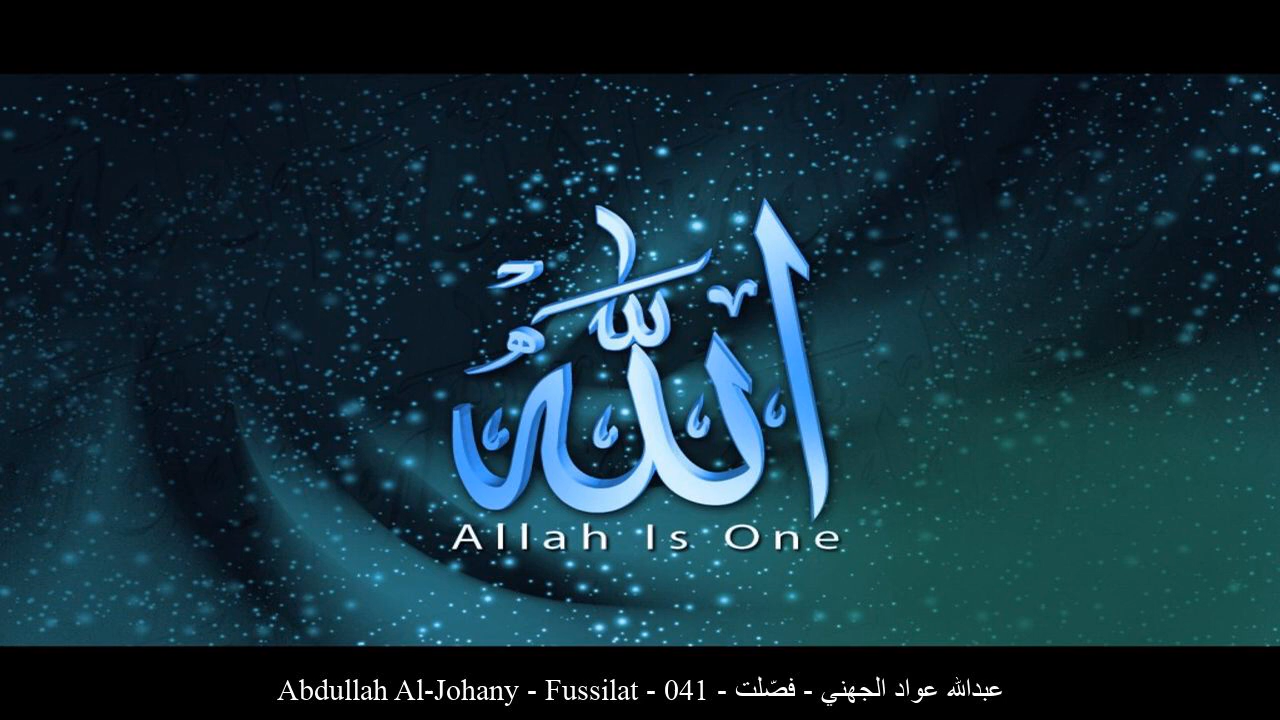 الله
Allah Is One
Abdullah Al-Johany - Fussilat - 041 - عبدالله عواد الجهني - فصّلت